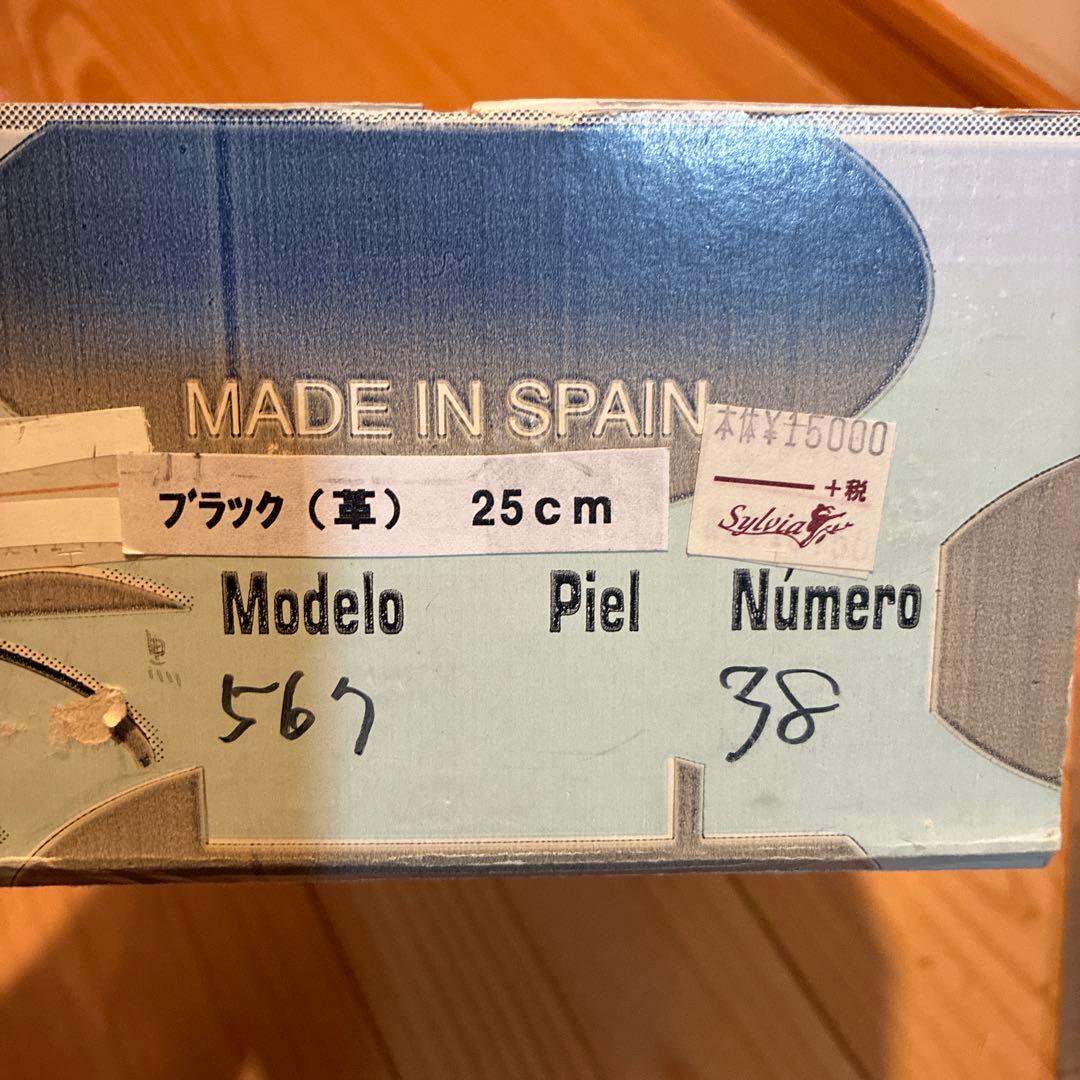 MADE IN SPAIN
本体¥15000
+税
Sylvia
ブラック（革） 25cm
Modelo Piel Número
567 38